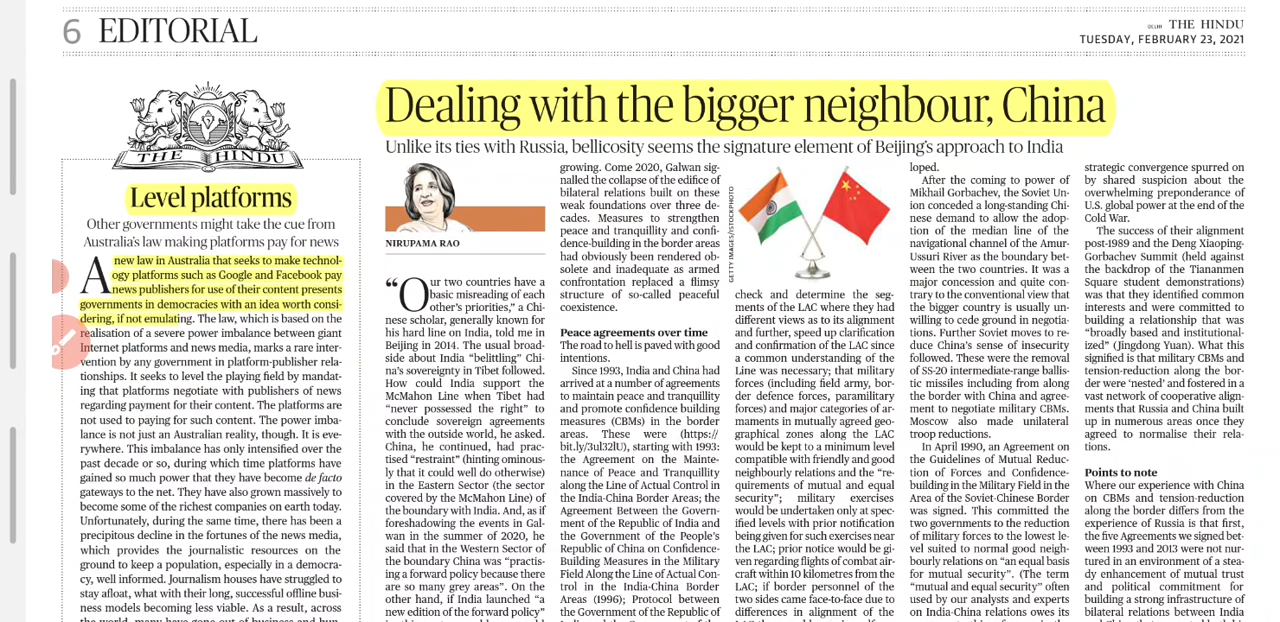 6 EDITORIAL
DELHI THE HINDU
TUESDAY, FEBRUARY 23, 2021
THE HINDU
Level platforms
Other governments might take the cue from
Australia's law making platforms pay for news
A new law in Australia that seeks to make technol-
ogy platforms such as Google and Facebook pay
news publishers for use of their content presents
governments in democracies with an idea worth consi-
dering, if not emulating. The law, which is based on the
realisation of a severe power imbalance between giant
Internet platforms and news media, marks a rare inter-
vention by any government in platform-publisher rela-
tionships. It seeks to level the playing field by mandat-
ing that platforms negotiate with publishers of news
regarding payment for their content. The platforms are
not used to paying for such content. The power imba-
lance is not just an Australian reality, though. It is eve-
rywhere. This imbalance has only intensified over the
past decade or so, during which time platforms have
gained so much power that they have become de facto
gateways to the net. They have also grown massively to
become some of the richest companies on earth today.
Unfortunately, during the same time, there has been a
precipitous decline in the fortunes of the news media,
which provides the journalistic resources on the
ground to keep a population, especially in a democra-
cy, well informed. Journalism houses have struggled to
stay afloat, what with their long, successful offline busi-
ness models becoming less viable. As a result, across
Dealing with the bigger neighbour, China
Unlike its ties with Russia, bellicosity seems the signature element of Beijing's approach to India
NIRUPAMA RAO
"Our two countries have a
basic misreading of each
other's priorities," a Chi-
nese scholar, generally known for
his hard line on India, told me in
Beijing in 2014. The usual broad-
side about India "belittling" Chi-
na's sovereignty in Tibet followed.
How could India support the
McMahon Line when Tibet had
"never possessed the right" to
conclude sovereign agreements
with the outside world, he asked.
China, he continued, had prac-
tised "restraint" (hinting ominous-
ly that it could well do otherwise)
in the Eastern Sector (the sector
covered by the McMahon Line) of
the boundary with India. And, as if
foreshadowing the events in Gal-
wan in the summer of 2020, he
said that in the Western Sector of
the boundary China was "practis-
ing a forward policy because there
are so many grey areas". On the
other hand, if India launched "a
new edition of the forward policy"
growing. Come 2020, Galwan sig-
nalled the collapse of the edifice of
bilateral relations built on these
weak foundations over three de-
cades. Measures to strengthen
peace and tranquillity and confi-
dence-building in the border areas
had obviously been rendered ob-
solete and inadequate as armed
confrontation replaced a flimsy
structure of so-called peaceful
coexistence.
Peace agreements over time
The road to hell is paved with good
intentions.
Since 1993, India and China had
arrived at a number of agreements
to maintain peace and tranquillity
and promote confidence building
measures (CBMs) in the border
areas. These were (https://
bit.ly/3ul32lU), starting with 1993:
the Agreement on the Mainte-
nance of Peace and Tranquillity
along the Line of Actual Control in
the India-China Border Areas; the
Agreement Between the Govern-
ment of the Republic of India and
the Government of the People's
Republic of China on Confidence-
Building Measures in the Military
Field Along the Line of Actual Con-
trol in the India-China Border
Areas (1996); Protocol between
the Government of the Republic of
GETTY IMAGES/ISTOCKPHOTO
check and determine the seg-
ments of the LAC where they had
different views as to its alignment
and further, speed up clarification
and confirmation of the LAC since
a common understanding of the
Line was necessary; that military
forces (including field army, bor-
der defence forces, paramilitary
forces) and major categories of ar-
maments in mutually agreed geo-
graphical zones along the LAC
would be kept to a minimum level
compatible with friendly and good
neighbourly relations and the "re-
quirements of mutual and equal
security"; military exercises
would be undertaken only at spec-
ified levels with prior notification
being given for such exercises near
the LAC; prior notice would be gi-
ven regarding flights of combat air-
craft within 10 kilometres from the
LAC; if border personnel of the
two sides came face-to-face due to
differences in alignment of the
loped.
After the coming to power of
Mikhail Gorbachev, the Soviet Un-
ion conceded a long-standing Chi-
nese demand to allow the adop-
tion of the median line of the
navigational channel of the Amur-
Ussuri River as the boundary bet-
ween the two countries. It was a
major concession and quite con-
trary to the conventional view that
the bigger country is usually un-
willing to cede ground in negotia-
tions. Further Soviet moves to re-
duce China's sense of insecurity
followed. These were the removal
of SS-20 intermediate-range ballis-
tic missiles including from along
the border with China and agree-
ment to negotiate military CBMs.
Moscow also made unilateral
troop reductions.
In April 1990, an Agreement on
the Guidelines of Mutual Reduc-
tion of Forces and Confidence-
building in the Military Field in the
Area of the Soviet-Chinese Border
was signed. This committed the
two governments to the reduction
of military forces to the lowest le-
vel suited to normal good neigh-
bourly relations on "an equal basis
for mutual security". (The term
"mutual and equal security" often
used by our analysts and experts
on India-China relations owes its
strategic convergence spurred on
by shared suspicion about the
overwhelming preponderance of
U.S. global power at the end of the
Cold War.
The success of their alignment
post-1989 and the Deng Xiaoping-
Gorbachev Summit (held against
the backdrop of the Tiananmen
Square student demonstrations)
was that they identified common
interests and were committed to
building a relationship that was
"broadly based and institutional-
ized" (Jingdong Yuan). What this
signified is that military CBMs and
tension-reduction along the bor-
der were 'nested' and fostered in a
vast network of cooperative align-
ments that Russia and China built
up in numerous areas once they
agreed to normalise their rela-
tions.
Points to note
Where our experience with China
on CBMs and tension-reduction
along the border differs from the
experience of Russia is that first,
the five Agreements we signed bet-
ween 1993 and 2013 were not nur-
tured in an environment of a stea-
dy enhancement of mutual trust
and political commitment for
building a strong infrastructure of
bilateral relations between India